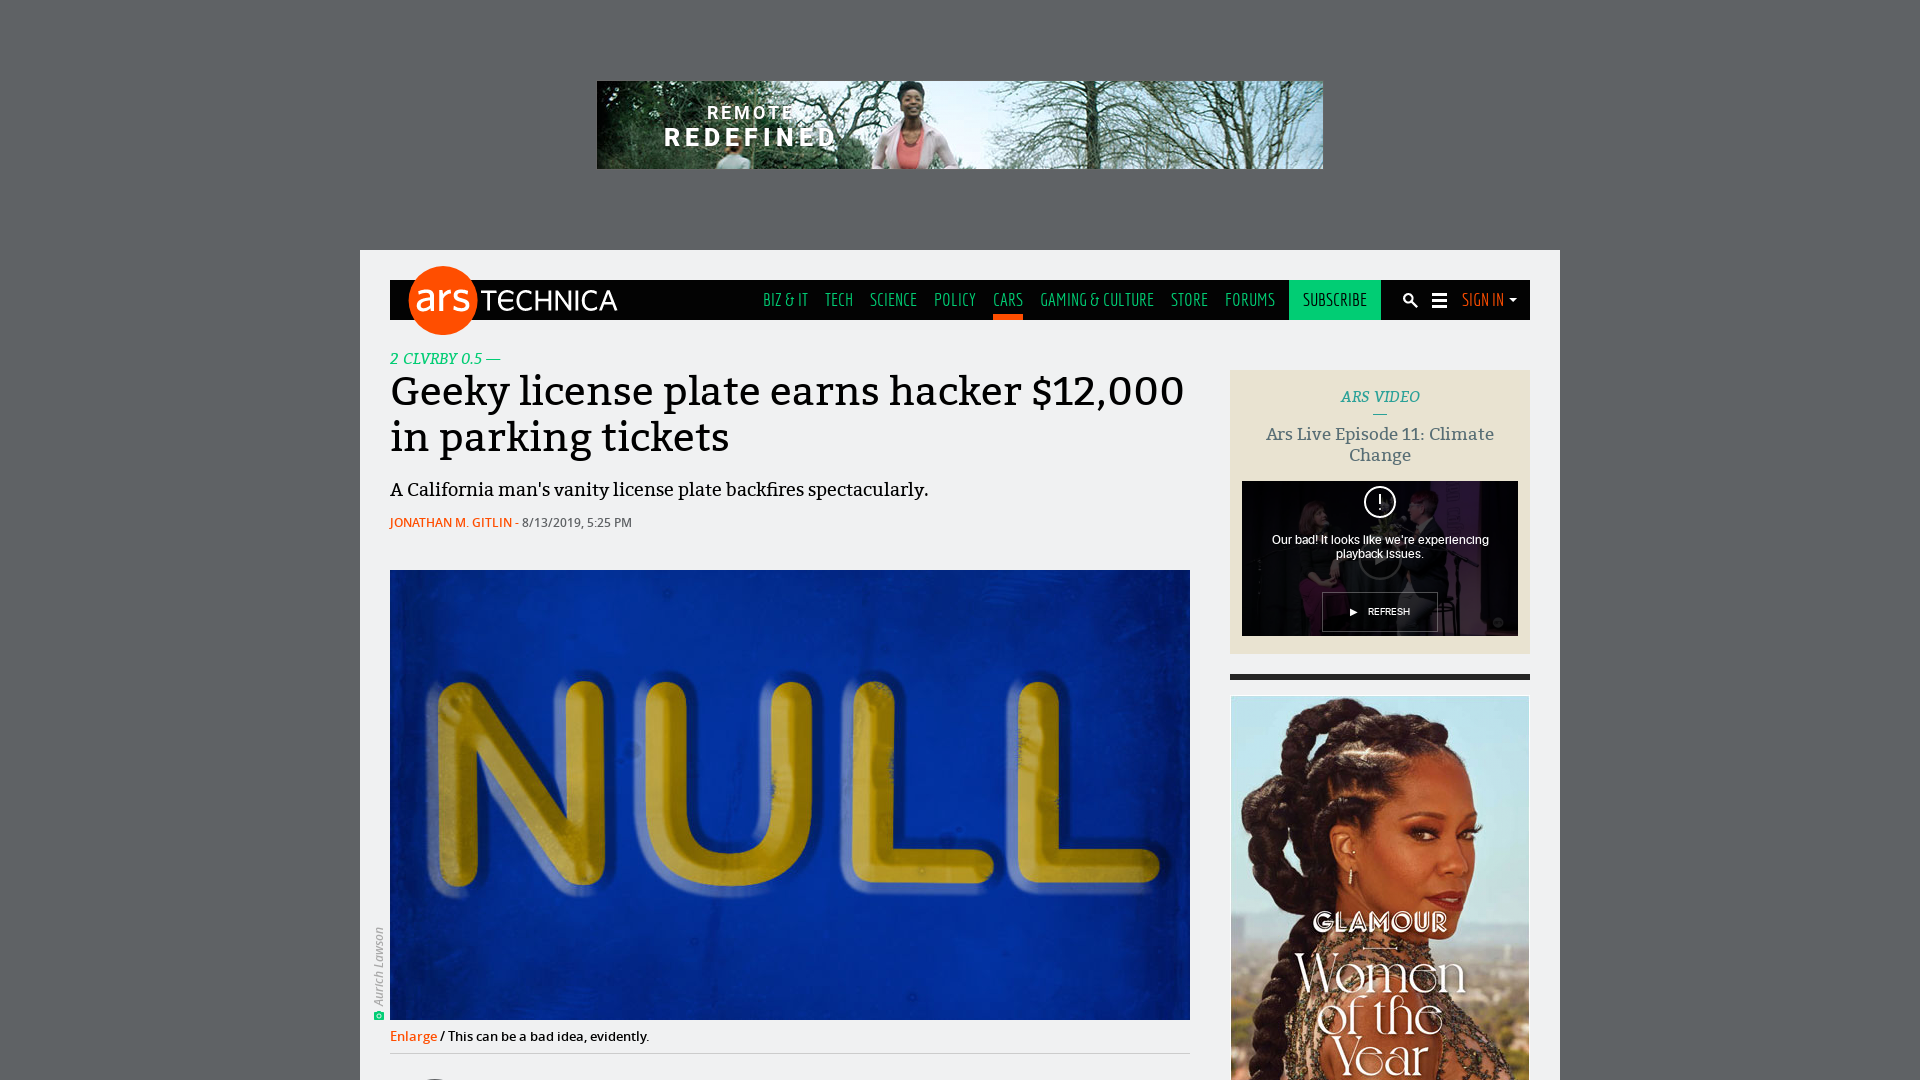 REMOTE
REDEFINED
ars TECHNICA
BIZ & IT TECH SCIENCE POLICY CARS GAMING & CULTURE STORE FORUMS SUBSCRIBE SIGN IN
2 CLVRBY 0.5 —
Geeky license plate earns hacker $12,000
in parking tickets
A California man's vanity license plate backfires spectacularly.
JONATHAN M. GITLIN - 8/13/2019, 5:25 PM
NULL
Aurich Lawson
Enlarge / This can be a bad idea, evidently.
ARS VIDEO
—
Ars Live Episode 11: Climate
Change
Our bad! It looks like we're experiencing
playback issues.
REFRESH
GLAMOUR
Women
of the
Year